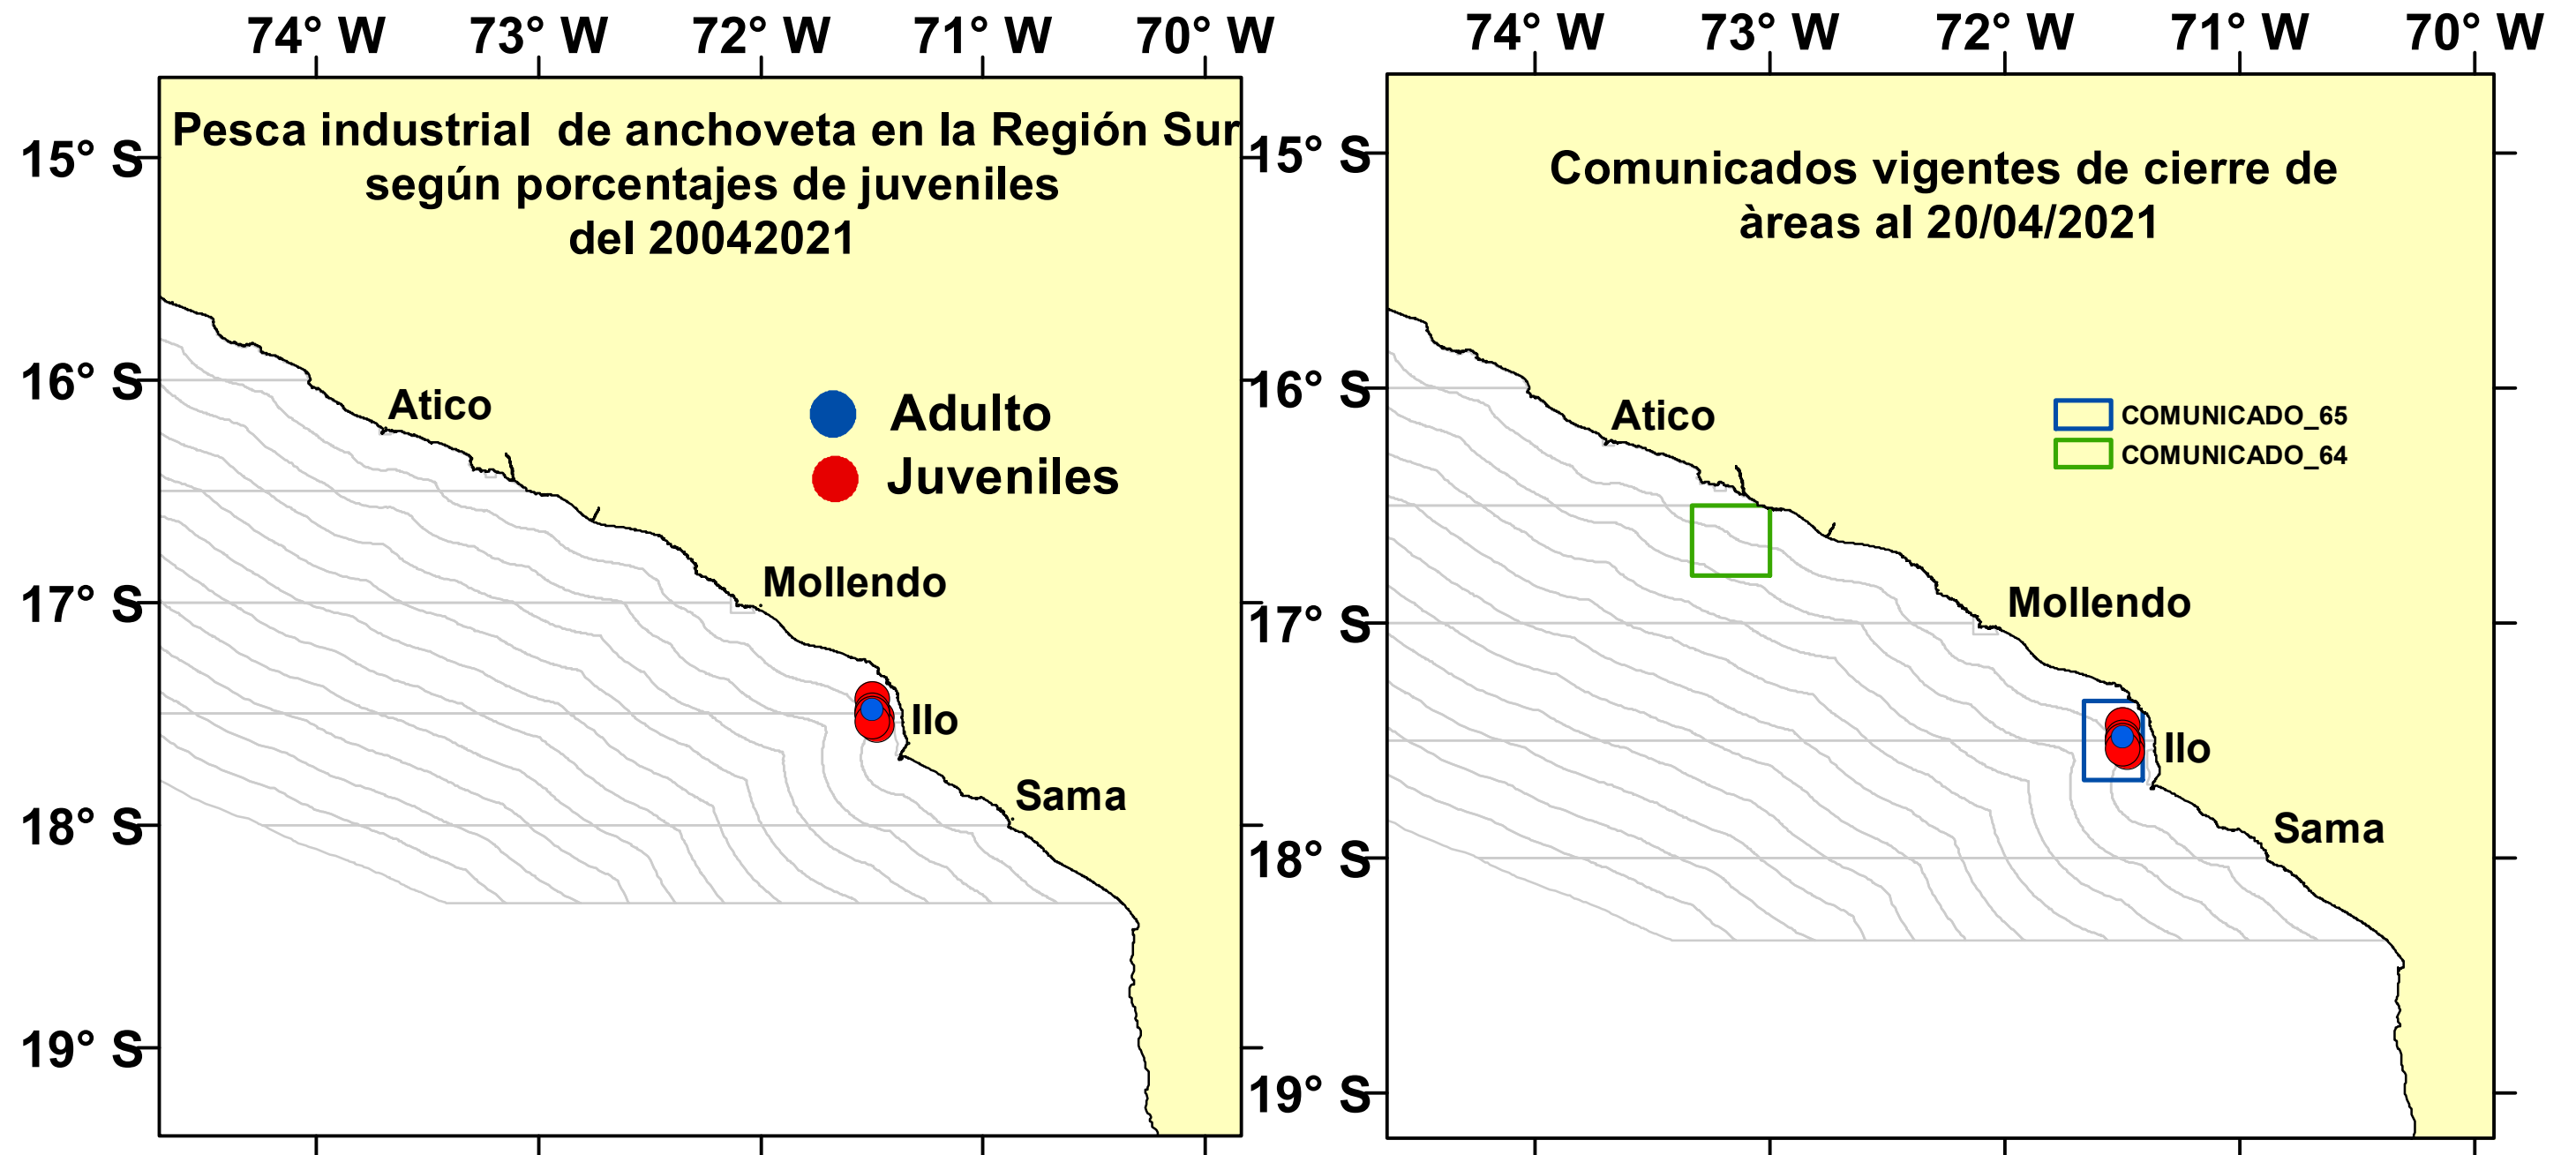 74° W 73° W 72° W 71° W 70° W
Pesca industrial de anchoveta en la Región Sur
según porcentajes de juveniles
del 20042021
15° S
16° S
17° S
18° S
19° S
Atico
Adulto
Juveniles
Mollendo
Ilo
Sama
74° W 73° W 72° W 71° W 70° W
Comunicados vigentes de cierre de
àreas al 20/04/2021
15° S
16° S
17° S
18° S
19° S
Atico
COMUNICADO_65
COMUNICADO_64
Mollendo
Ilo
Sama